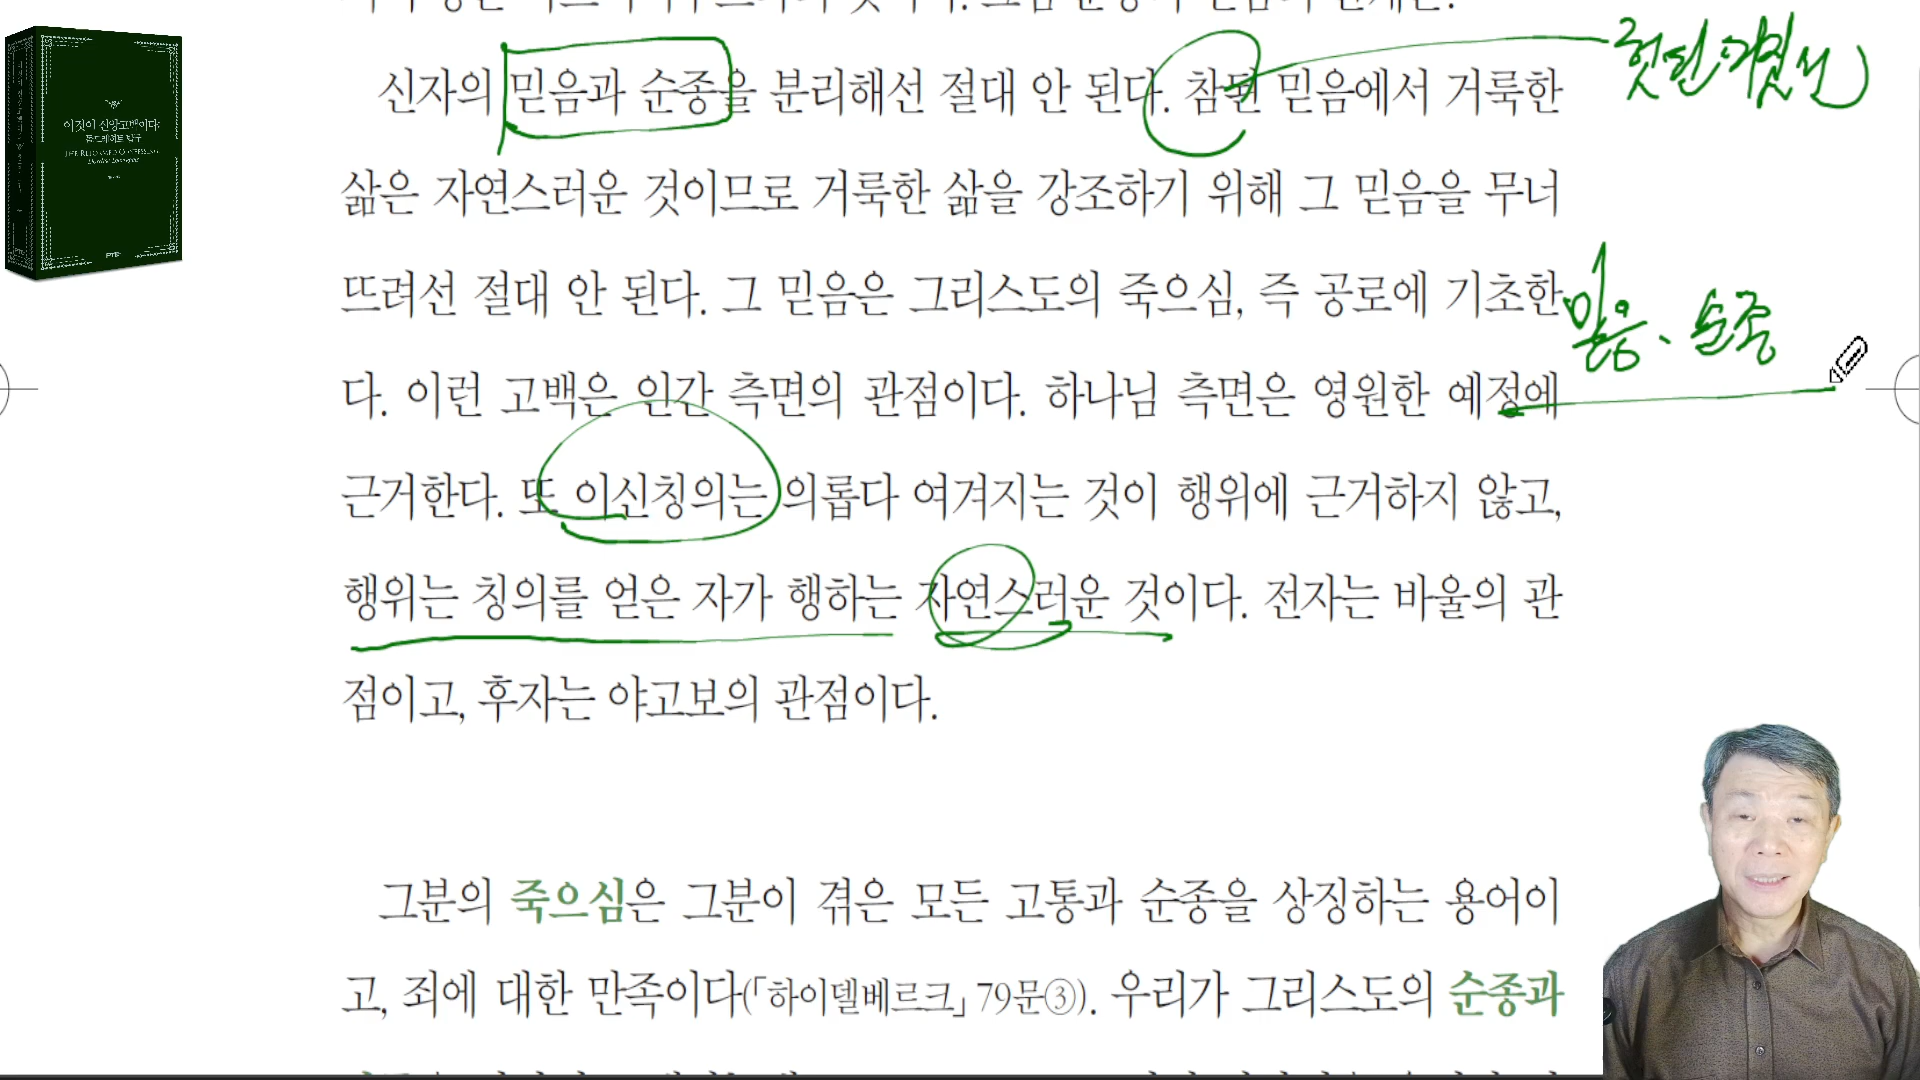 이것이 신앙고백이다:
신자의 믿음과 순종을 분리해선 절대 안 된다. 참된 믿음에서 거룩한
삶은 자연스러운 것이므로 거룩한 삶을 강조하기 위해 그 믿음을 무너
뜨려선 절대 안 된다. 그 믿음은 그리스도의 죽으심, 즉 공로에 기초한
믿음、순종
다. 이런 고백은 인간 측면의 관점이다. 하나님 측면은 영원한 예정에
근거한다. 또 이신칭의는 의롭다 여겨지는 것이 행위에 근거하지 않고,
행위는 칭의를 얻은 자가 행하는 자연스러운 것이다. 전자는 바울의 관
점이고, 후자는 야고보의 관점이다.
그분의 죽으심은 그분이 겪은 모든 고통과 순종을 상징하는 용어이
고, 죄에 대한 만족이다(「하이델베르크」 79문③). 우리가 그리스도의 순종과